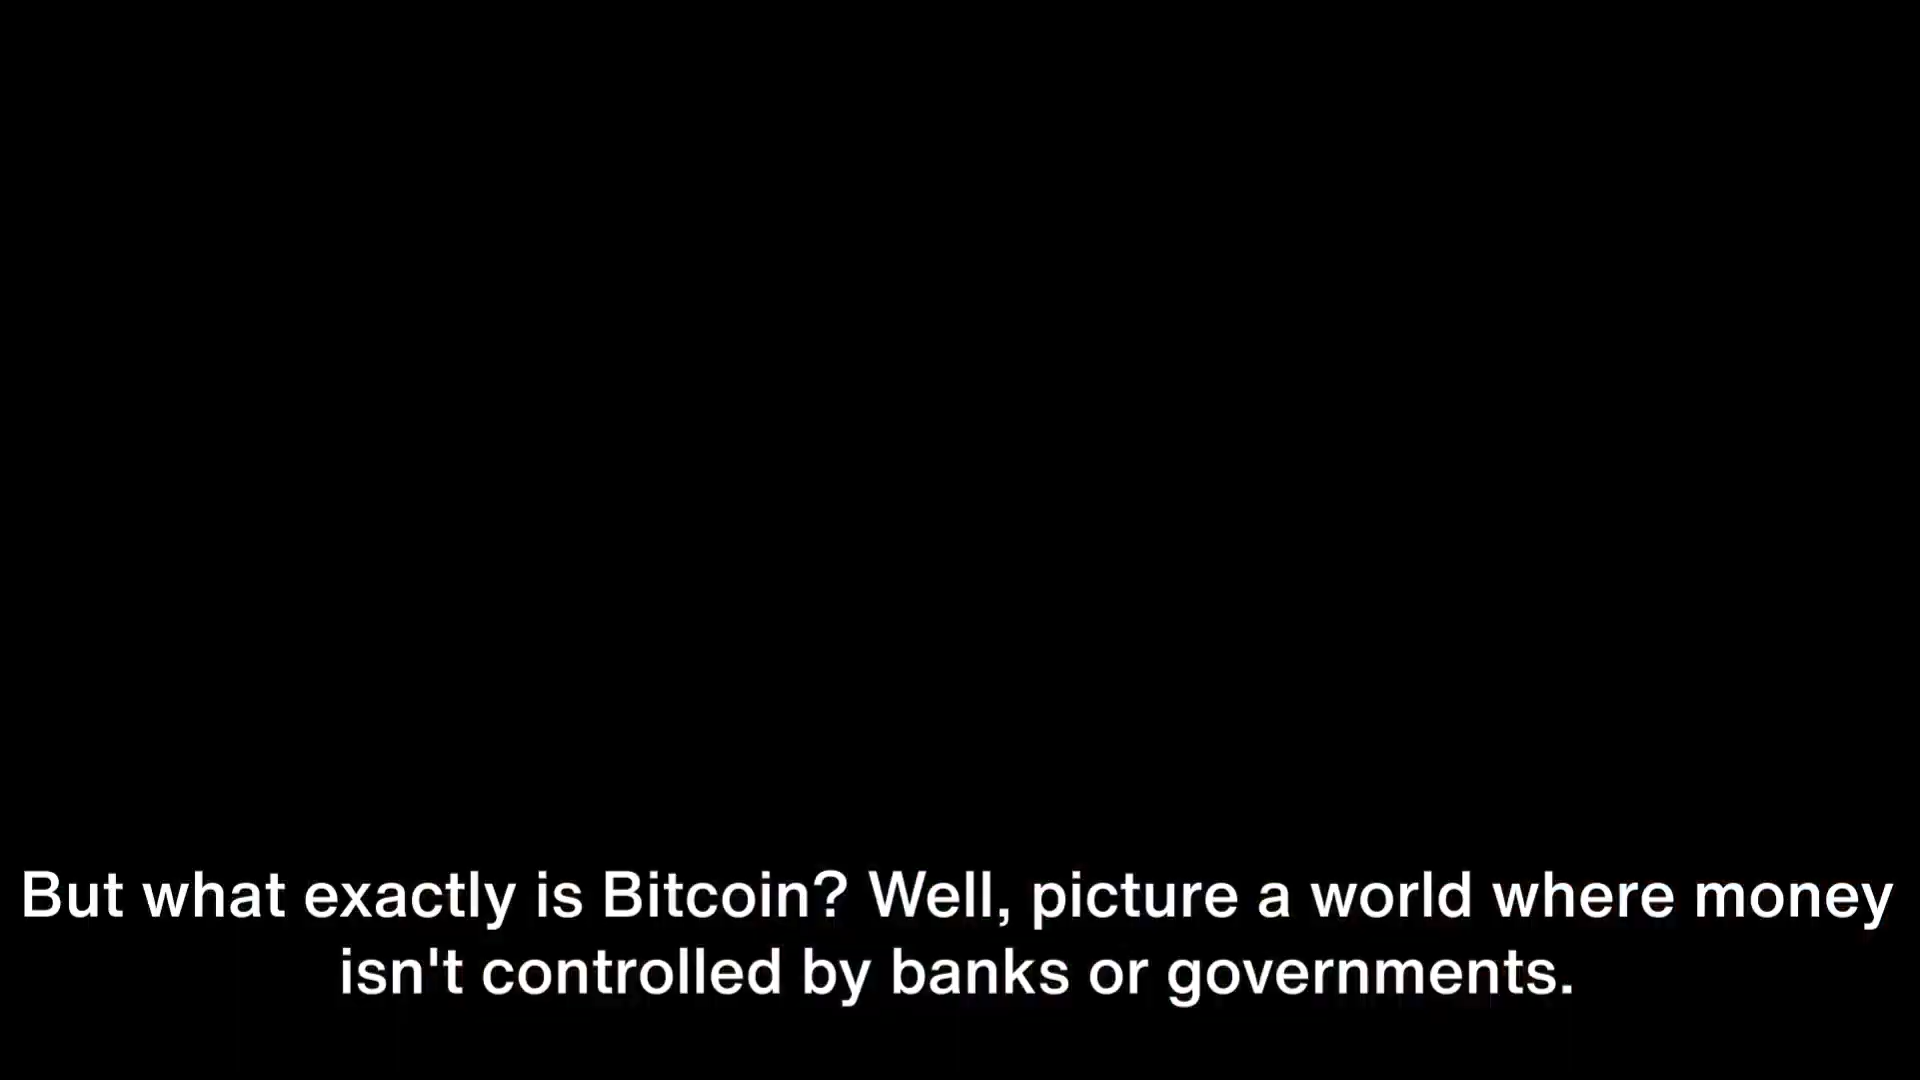 But what exactly is Bitcoin? Well, picture a world where money
isn't controlled by banks or governments.